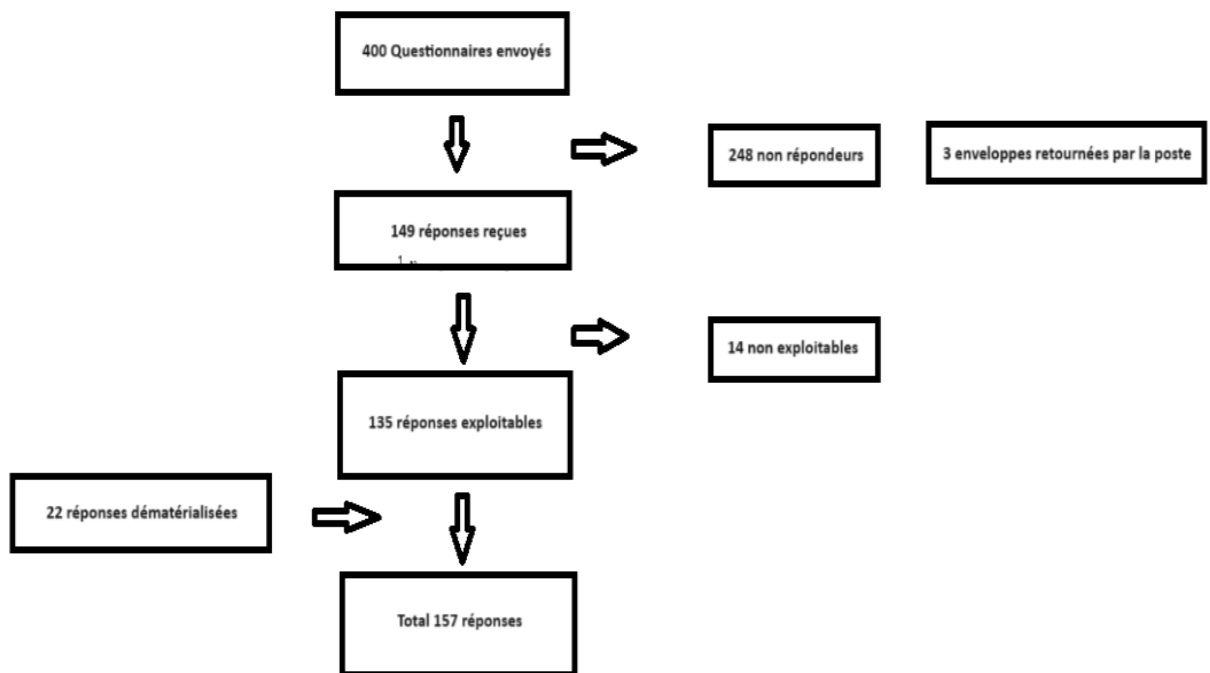 400 Questionnaires envoyés
248 non répondeurs
3 enveloppes retournées par la poste
149 réponses reçues
14 non exploitables
135 réponses exploitables
22 réponses dématérialisées
Total 157 réponses